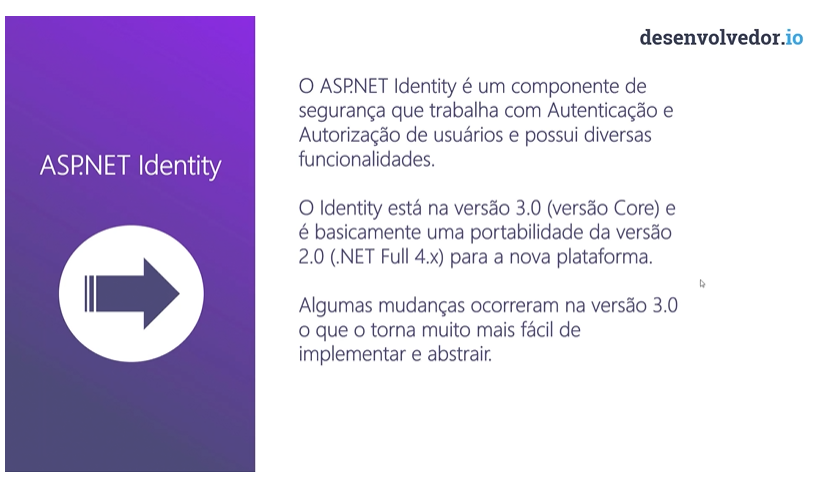 desenvolvedor.io
ASP.NET Identity
O ASP.NET Identity é um componente de
segurança que trabalha com Autenticação e
Autorização de usuários e possui diversas
funcionalidades.
O Identity está na versão 3.0 (versão Core) e
é basicamente uma portabilidade da versão
2.0 (.NET Full 4.x) para a nova plataforma.
Algumas mudanças ocorreram na versão 3.0
o que o torna muito mais fácil de
implementar e abstrair.